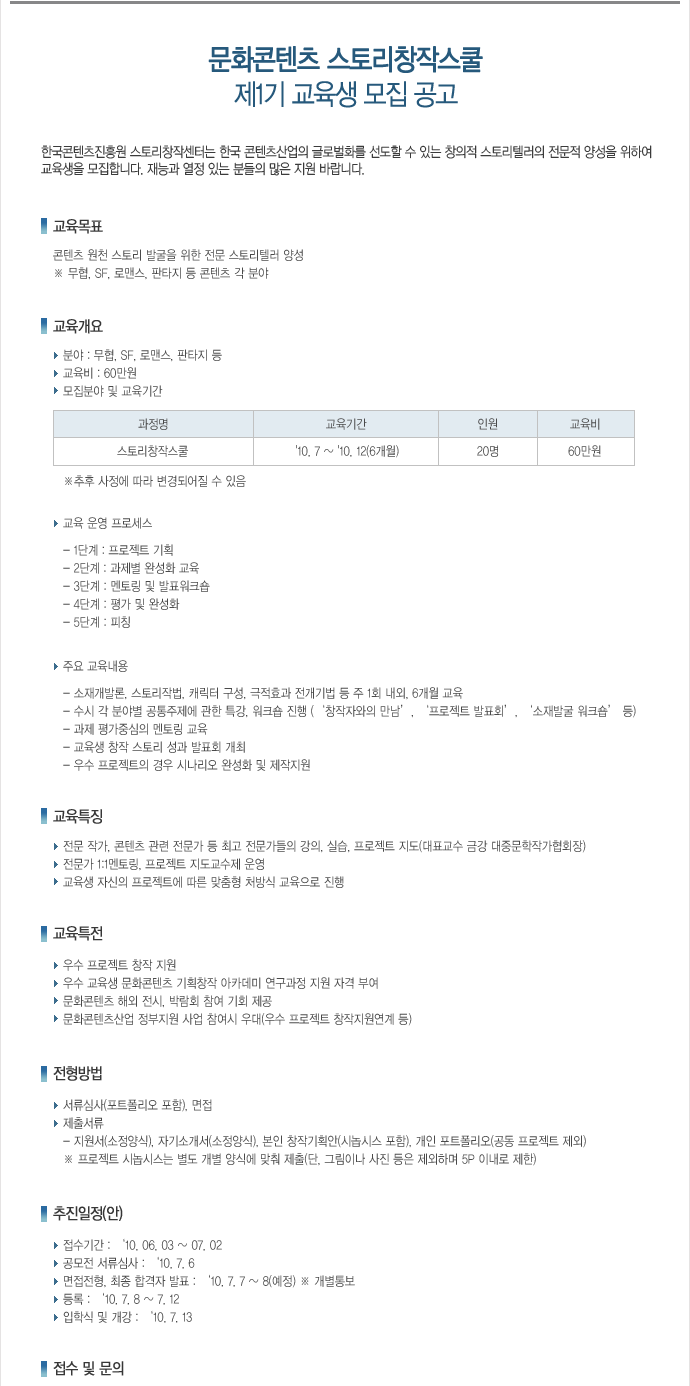 문화콘텐츠 스토리창작스쿨
제1기 교육생 모집 공고
한국콘텐츠진흥원 스토리창작센터는 한국 콘텐츠산업의 글로벌화를 선도할 수 있는 창의적 스토리텔러의 전문적 양성을 위하여
교육생을 모집합니다. 재능과 열정 있는 분들의 많은 지원 바랍니다.
교육목표
콘텐츠 원천 스토리 발굴을 위한 전문 스토리텔러 양성
※ 무협, SF, 로맨스, 판타지 등 콘텐츠 각 분야
교육개요
분야 : 무협, SF, 로맨스, 판타지 등
교육비 : 60만원
모집분야 및 교육기간
과정명 교육기간 인원 교육비
스토리창작스쿨 '10. 7 ~ '10. 12(6개월) 20명 60만원
※추후 사정에 따라 변경되어질 수 있음
교육 운영 프로세스
- 1단계 : 프로젝트 기획
- 2단계 : 과제별 완성화 교육
- 3단계 : 멘토링 및 발표워크숍
- 4단계 : 평가 및 완성화
- 5단계 : 피칭
주요 교육내용
- 소재개발론, 스토리작법, 캐릭터 구성, 극적효과 전개기법 등 주 1회 내외, 6개월 교육
- 수시 각 분야별 공통주제에 관한 특강, 워크숍 진행 ( ‘창작자와의 만남’, ‘프로젝트 발표회’, ‘소재발굴 워크숍’ 등)
- 과제 평가중심의 멘토링 교육
- 교육생 창작 스토리 성과 발표회 개최
- 우수 프로젝트의 경우 시나리오 완성화 및 제작지원
교육특징
전문 작가, 콘텐츠 관련 전문가 등 최고 전문가들의 강의, 실습, 프로젝트 지도(대표교수 금강 대중문학작가협회장)
전문가 1:1멘토링, 프로젝트 지도교수제 운영
교육생 자신의 프로젝트에 따른 맞춤형 처방식 교육으로 진행
교육특전
우수 프로젝트 창작 지원
우수 교육생 문화콘텐츠 기획창작 아카데미 연구과정 지원 자격 부여
문화콘텐츠 해외 전시, 박람회 참여 기회 제공
문화콘텐츠산업 정부지원 사업 참여시 우대(우수 프로젝트 창작지원연계 등)
전형방법
서류심사(포트폴리오 포함), 면접
제출서류
- 지원서(소정양식), 자기소개서(소정양식), 본인 창작기획안(시놉시스 포함), 개인 포트폴리오(공동 프로젝트 제외)
※ 프로젝트 시놉시스는 별도 개별 양식에 맞춰 제출(단, 그림이나 사진 등은 제외하며 5P 이내로 제한)
추진일정(안)
접수기간 : ‘10. 06. 03 ~ 07. 02
공모전 서류심사 : ‘10. 7. 6
면접전형, 최종 합격자 발표 : ‘10. 7. 7 ~ 8(예정) ※ 개별통보
등록 : ‘10. 7. 8 ~ 7. 12
입학식 및 개강 : ‘10. 7. 13
접수 및 문의